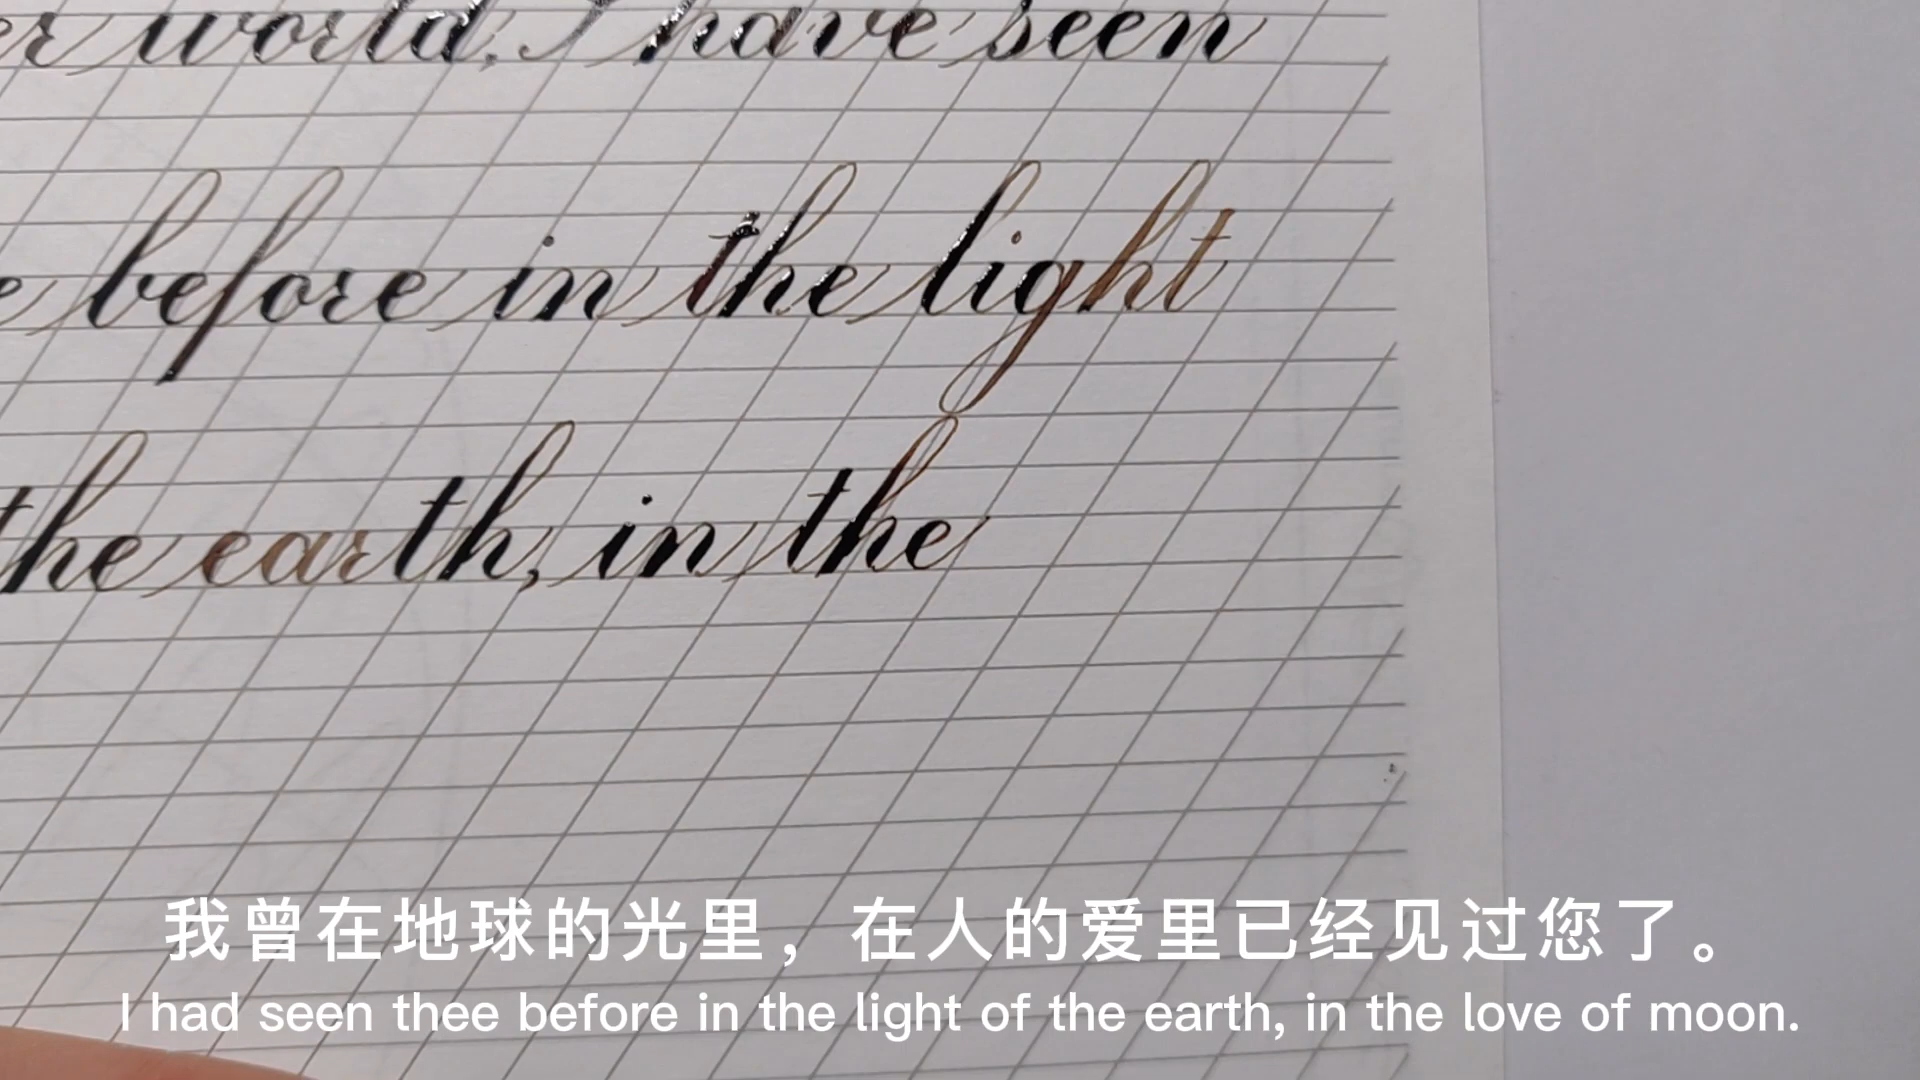 world. I have seen
before in the light
the earth, in the
我曾在地球的光里，在人的爱里已经见过您了。
I had seen thee before in the light of the earth, in the love of moon.